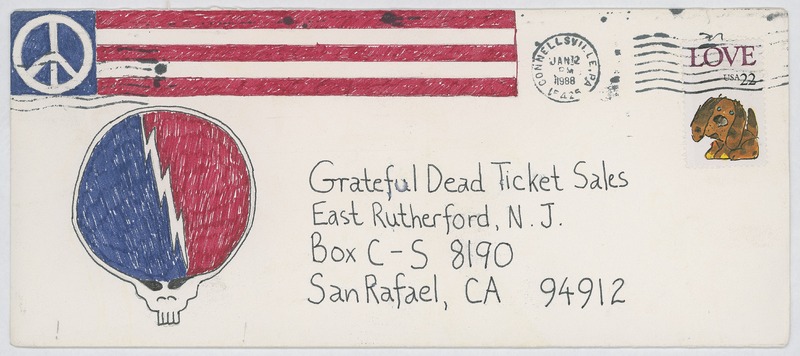 CONNELLSVILLE, PA
JAN 12
PM
1988
15425
LOVE
USA 22
Grateful Dead Ticket Sales
East Rutherford, N.J.
Box C-S 8190
San Rafael, CA 94912